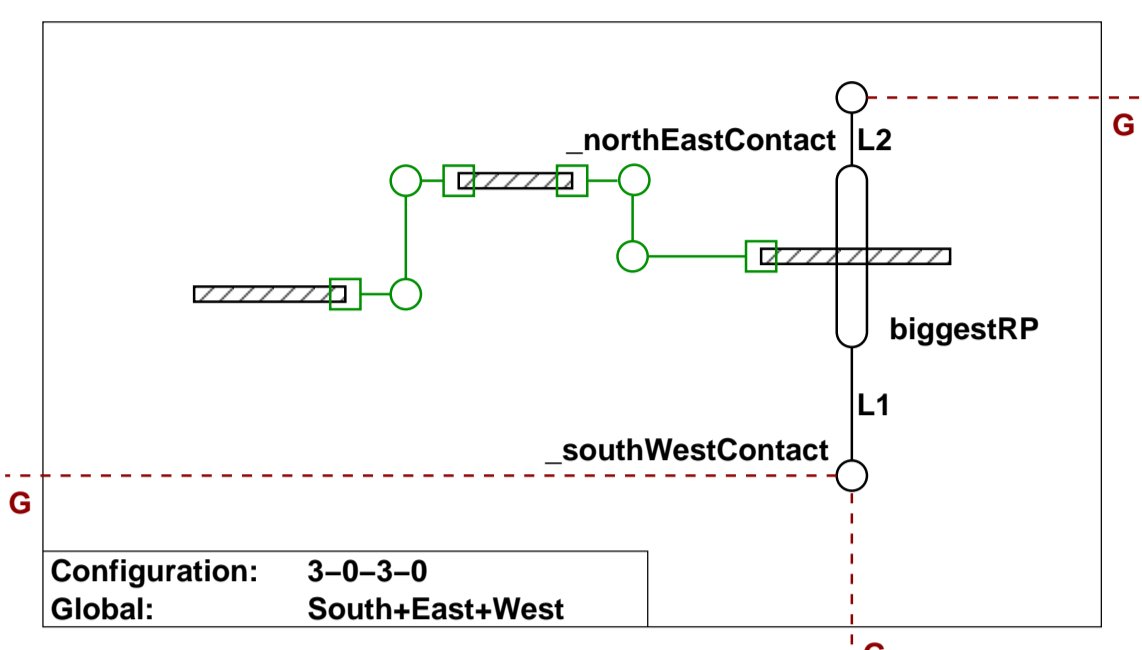 _northEastContact
L2
G
biggestRP
L1
_southWestContact
G
Configuration: 3–0–3–0
Global: South+East+West